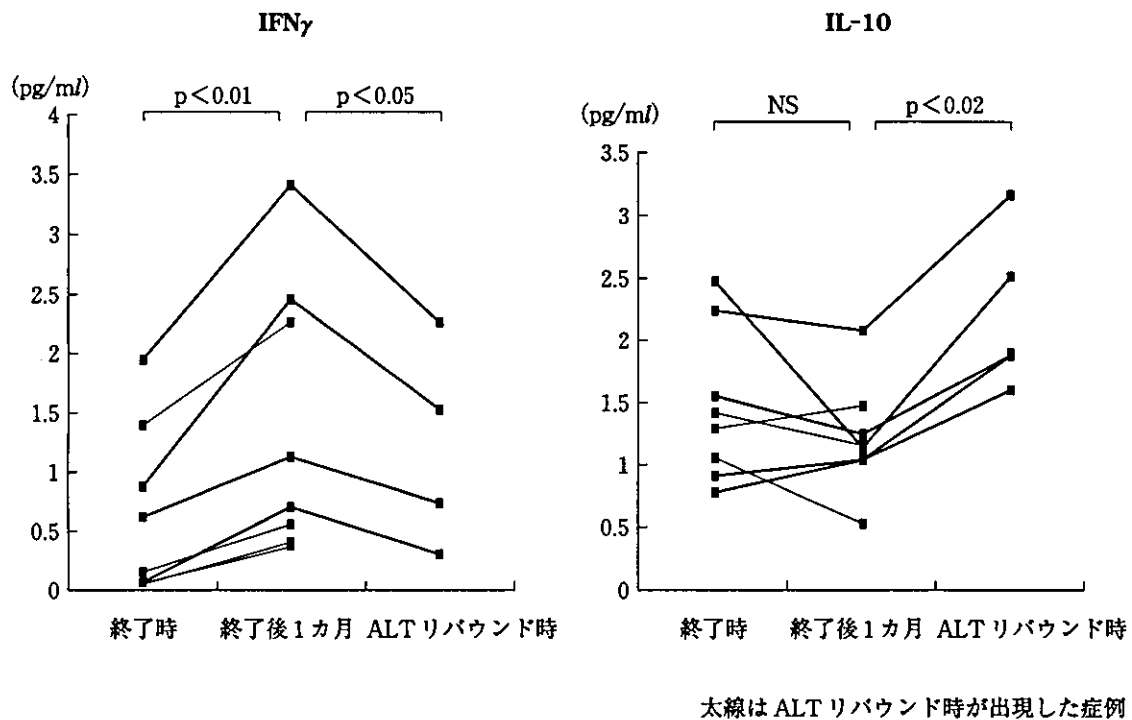 IFNγ
(pg/ml)
p＜0.01
p＜0.05
4
3.5
3
2.5
2
1.5
1
0.5
0
終了時
終了後1カ月
ALTリバウンド時
IL-10
(pg/ml)
NS
p＜0.02
3.5
3
2.5
2
1.5
1
0.5
0
終了時
終了後1カ月
ALTリバウンド時
太線はALTリバウンド時が出現した症例